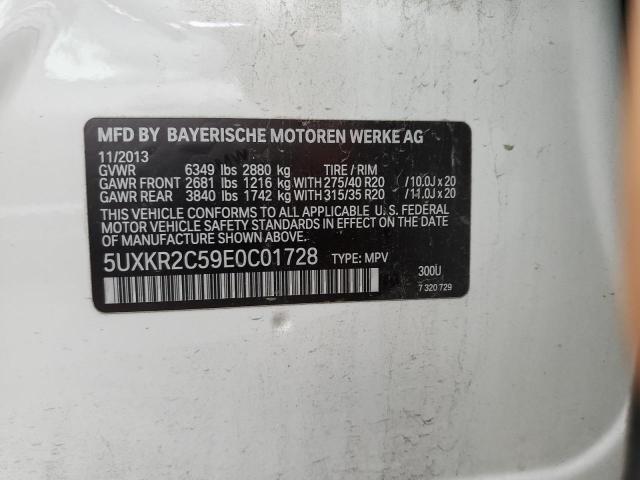 MFD BY BAYERISCHE MOTOREN WERKE AG
11/2013
GVWR 6349 lbs 2880 kg TIRE / RIM
GAWR FRONT 2681 lbs 1216 kg WITH 275/40 R20 /10.0J x 20
GAWR REAR 3840 lbs 1742 kg WITH 315/35 R20 /11.0J x 20
THIS VEHICLE CONFORMS TO ALL APPLICABLE U. S. FEDERAL
MOTOR VEHICLE SAFETY STANDARDS IN EFFECT ON THE DATE
OF MANUFACTURE SHOWN ABOVE.
5UXKR2C59E0C01728 TYPE: MPV
300U
7 320 729